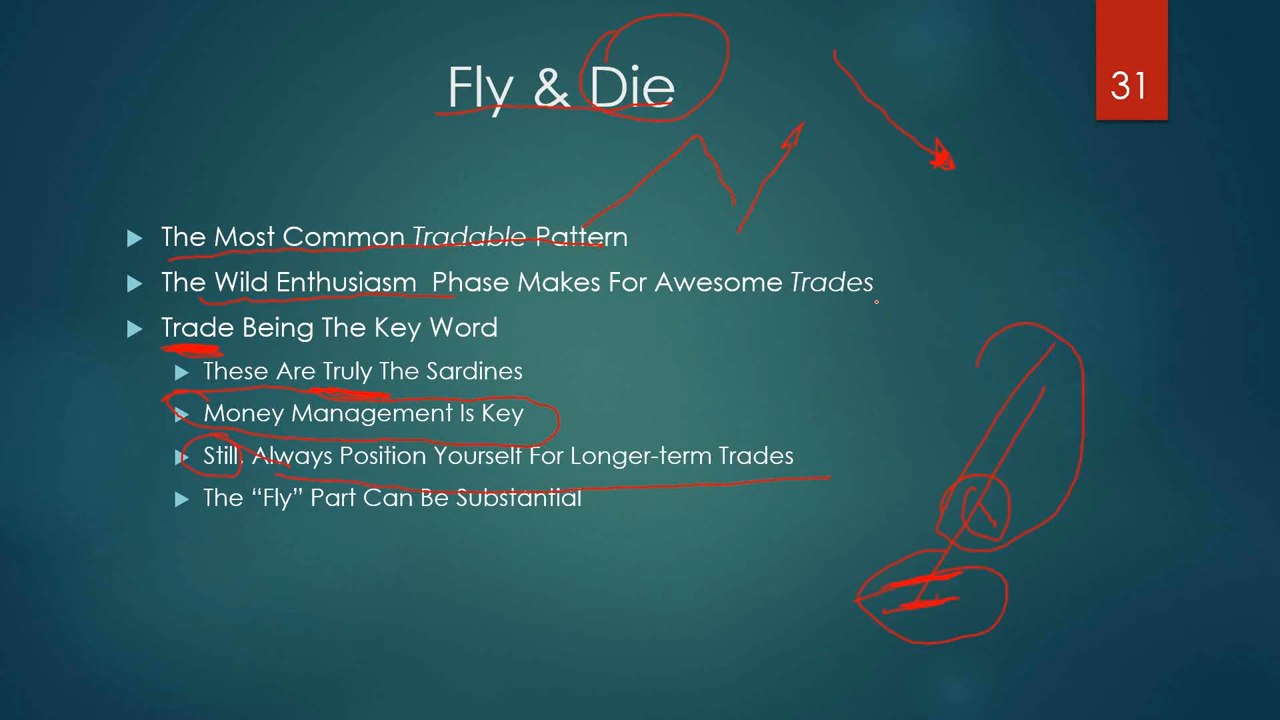 Fly & Die
31
The Most Common Tradable Pattern
The Wild Enthusiasm Phase Makes For Awesome Trades
Trade Being The Key Word
These Are Truly The Sardines
Money Management Is Key
Still, Always Position Yourself For Longer-term Trades
The “Fly” Part Can Be Substantial